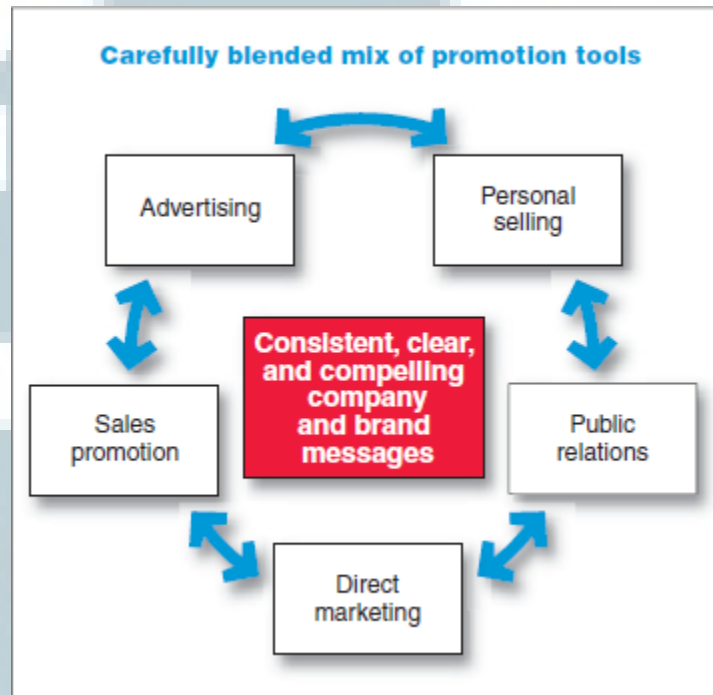 Carefully blended mix of promotion tools
Advertising
Personal
selling
Consistent, clear,
and compelling
company
and brand
messages
Sales
promotion
Public
relations
Direct
marketing